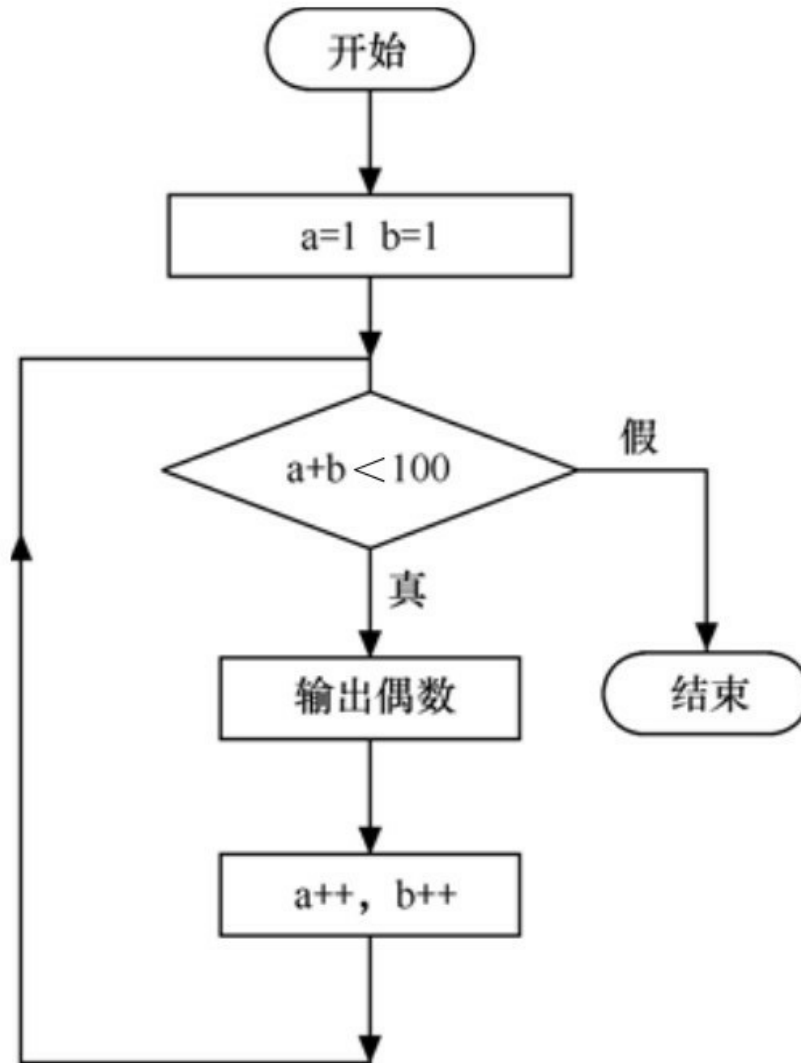 开始
a=1 b=1
a+b<100
假
真
输出偶数
结束
a++，b++